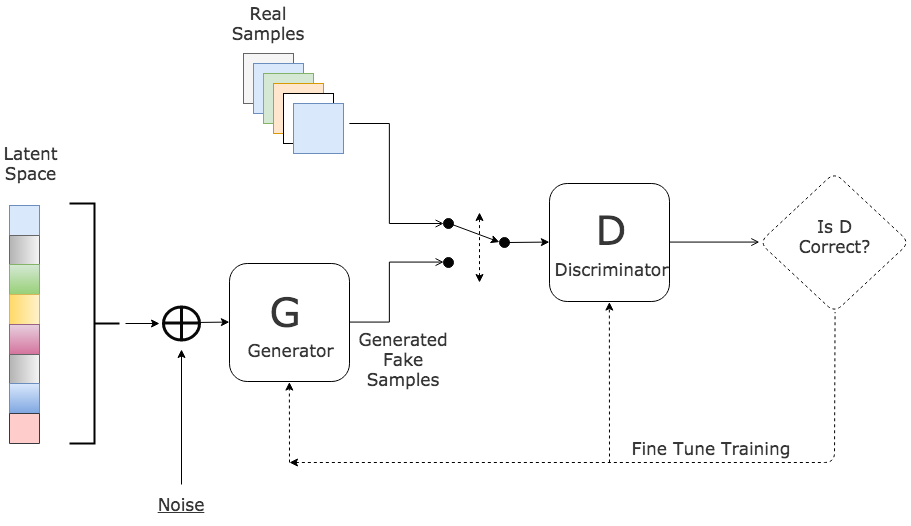 Real
Samples
Latent
Space
G
Generator
Generated
Fake
Samples
D
Discriminator
Is D
Correct?
Fine Tune Training
Noise